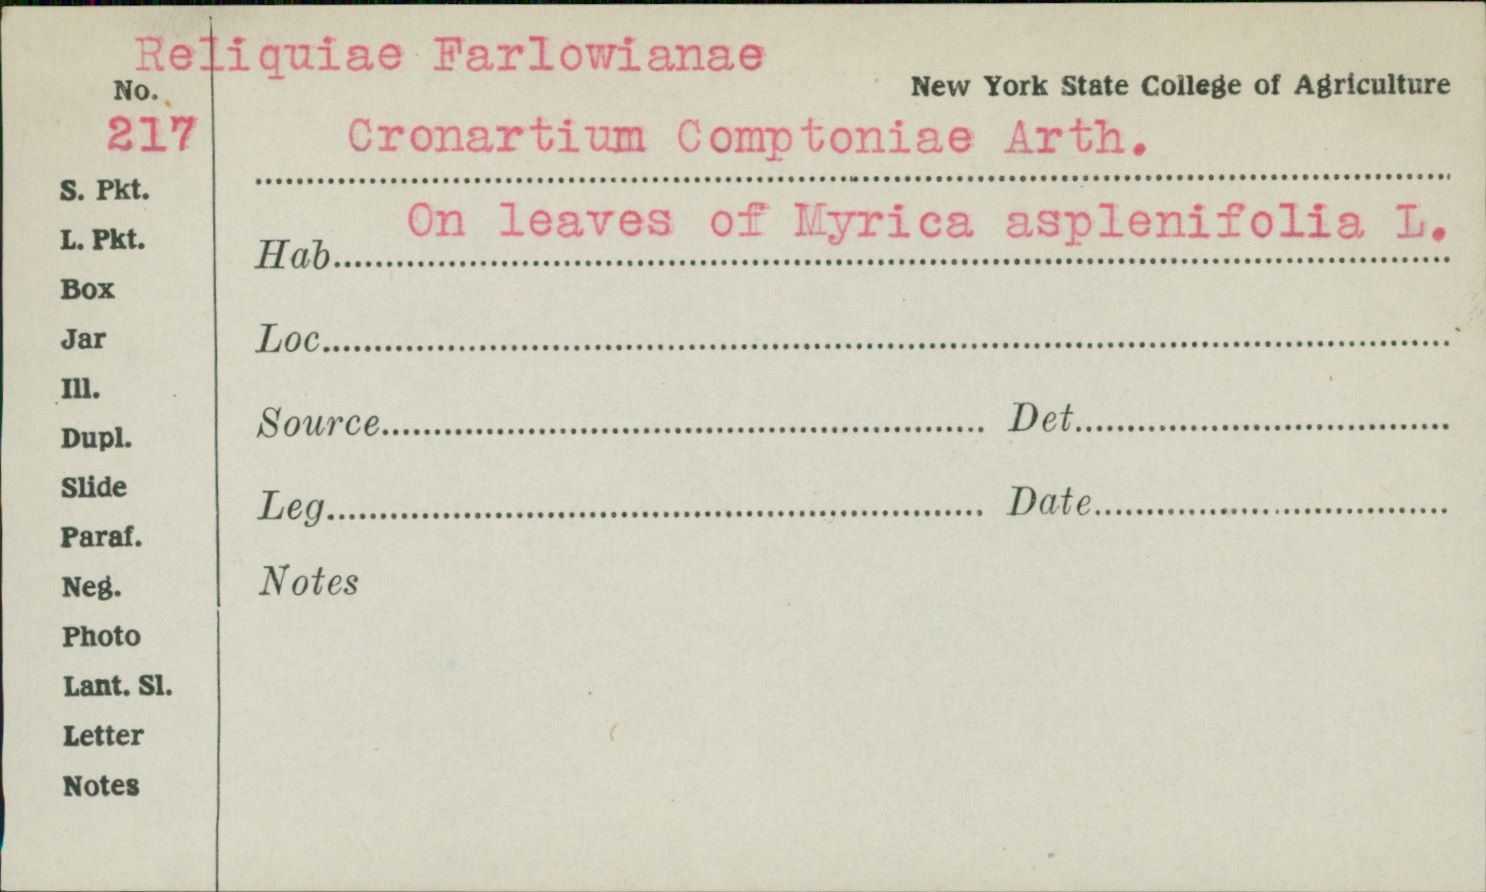 Reliquiae Farlowianae
No.
New York State College of Agriculture
217
Cronartium Comptoniae Arth.
S. Pkt.
On leaves of Myrica asplenifolia L.
L. Pkt.
Hab.
Box
Jar
Loc.
Ill.
Source
Det.
Dupl.
Slide
Leg.
Date
Paraf.
Neg.
Notes
Photo
Lant. Sl.
Letter
Notes